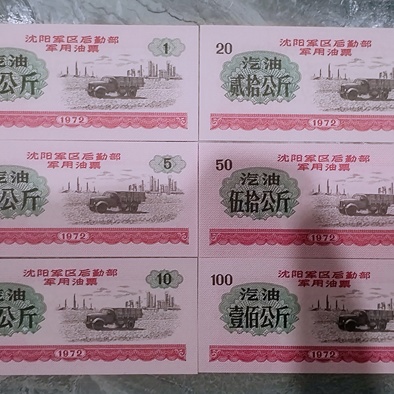 沈阳军区后勤部
军用油票
1
汽油
公斤
1972
沈阳军区后勤部
军用油票
20
汽油
贰拾公斤
1972
沈阳军区后勤部
军用油票
5
汽油
公斤
1972
沈阳军区后勤部
军用油票
50
汽油
伍拾公斤
1972
沈阳军区后勤部
军用油票
10
汽油
公斤
1972
沈阳军区后勤部
军用油票
100
汽油
壹佰公斤
1972